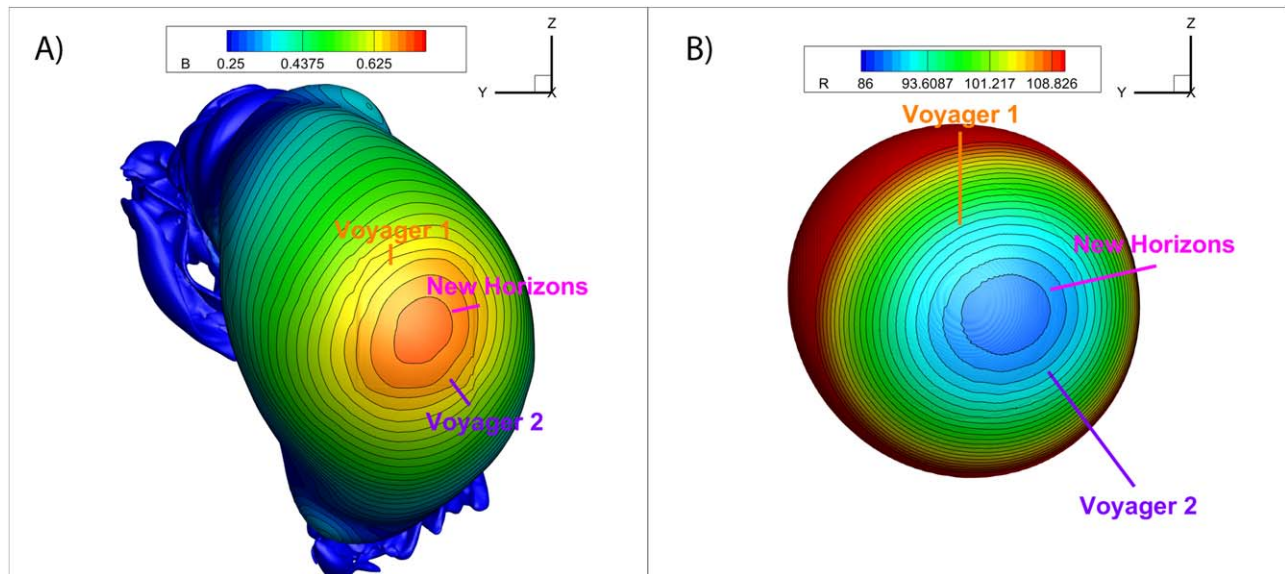 A)
B 0.25 0.4375 0.625
Z
Y X
Voyager 1
New Horizons
Voyager 2
B)
R 86 93.6087 101.217 108.826
Z
Y X
Voyager 1
New Horizons
Voyager 2